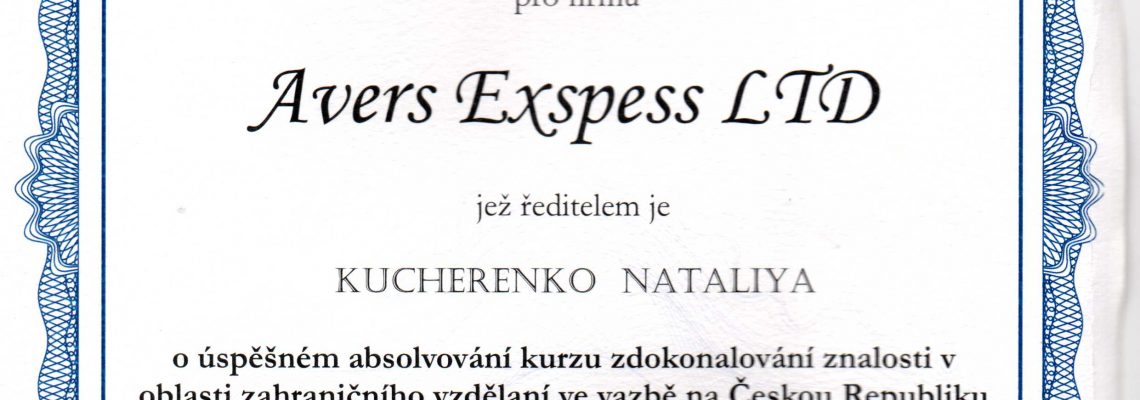 pro firmu
Avers Exspess LTD
jež ředitelem je
KUCHERENKO NATALIYA
o úspěšném absolvování kurzu zdokonalování znalosti v
oblasti zahraničního vzdělaní ve vazbě na Českou Republiku